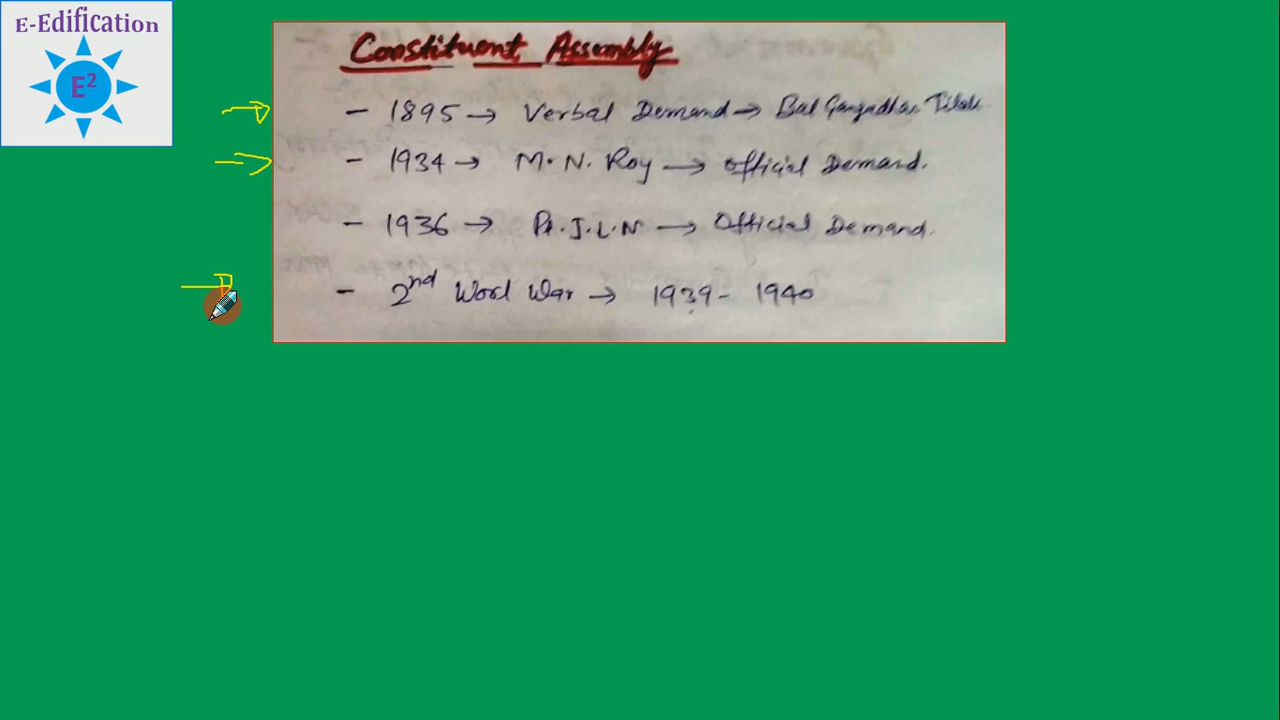 E-Edification
E²
Constituent Assembly
- 1895 → Verbal Demand → Bal Gangadhar Tilak
- 1934 → M. N. Roy → Official Demand.
- 1936 → Pt. J. L. N → Official Demand.
- 2nd Word War → 1939 - 1940